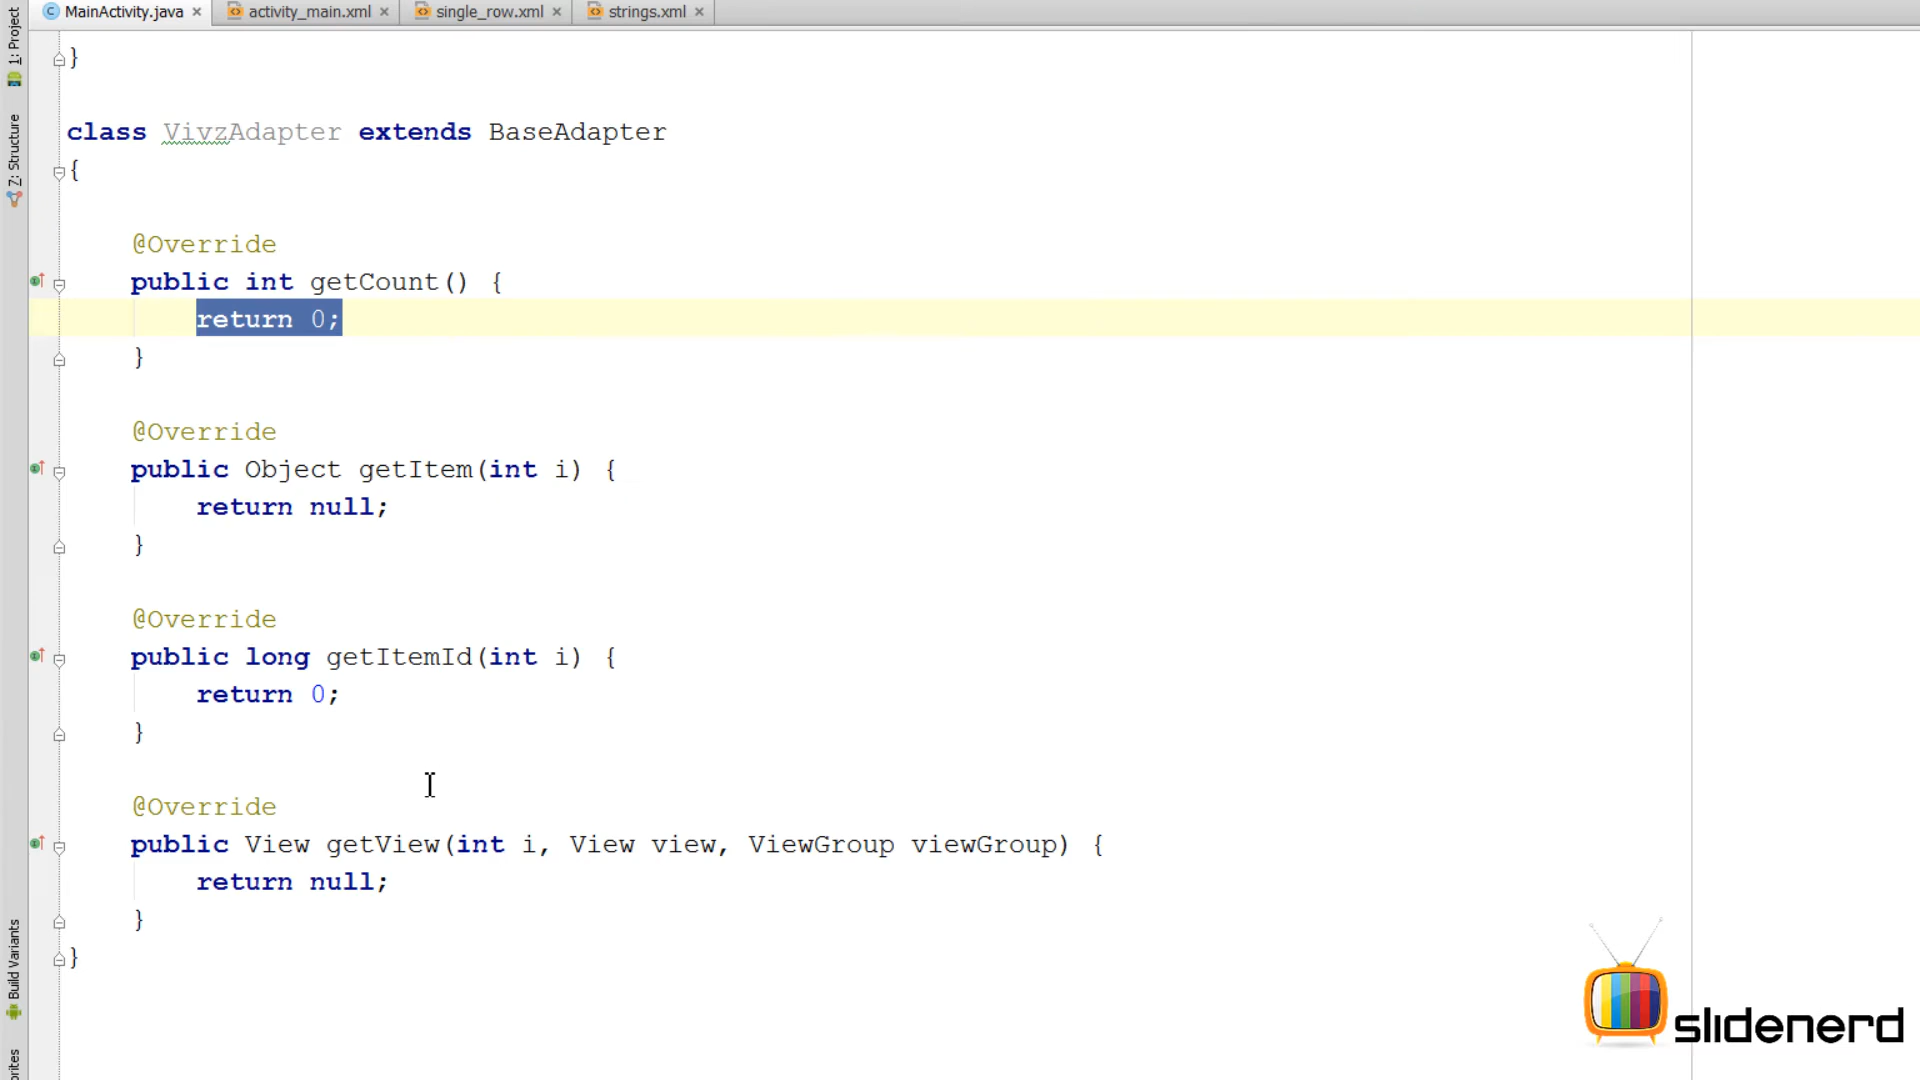 1: Project
Z: Structure
Build Variants
MainActivity.java
activity_main.xml
single_row.xml
strings.xml
}
class VivzAdapter extends BaseAdapter
{
@Override
public int getCount() {
return 0;
}
@Override
public Object getItem(int i) {
return null;
}
@Override
public long getItemId(int i) {
return 0;
}
@Override
public View getView(int i, View view, ViewGroup viewGroup) {
return null;
}
}
slidenerd